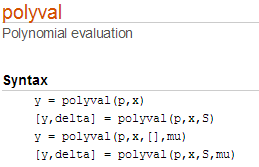 polyval
Polynomial evaluation
Syntax
y = polyval(p,x)
[y,delta] = polyval(p,x,S)
y = polyval(p,x,[],mu)
[y,delta] = polyval(p,x,S,mu)